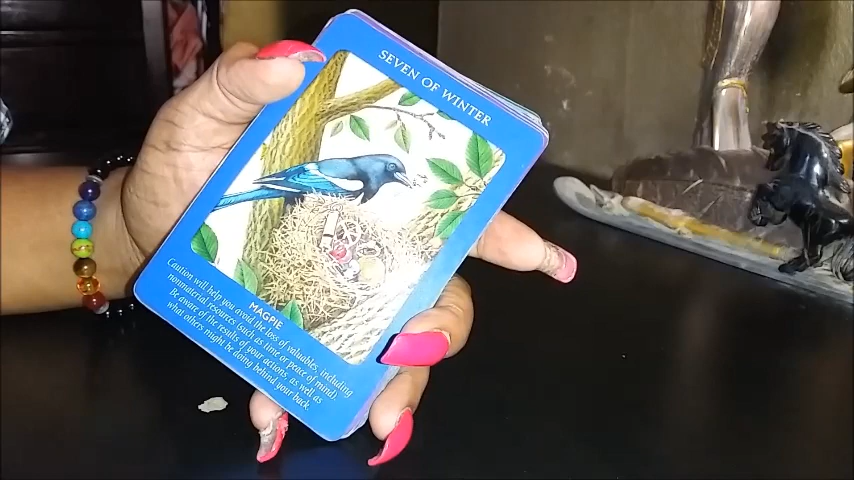 SEVEN OF WINTER
MAGPIE
Caution will help you avoid the loss of valuables, including
nonmaterial resources (such as time or peace of mind)
Be aware of the results of your actions, as well as
what others might be doing behind your back.